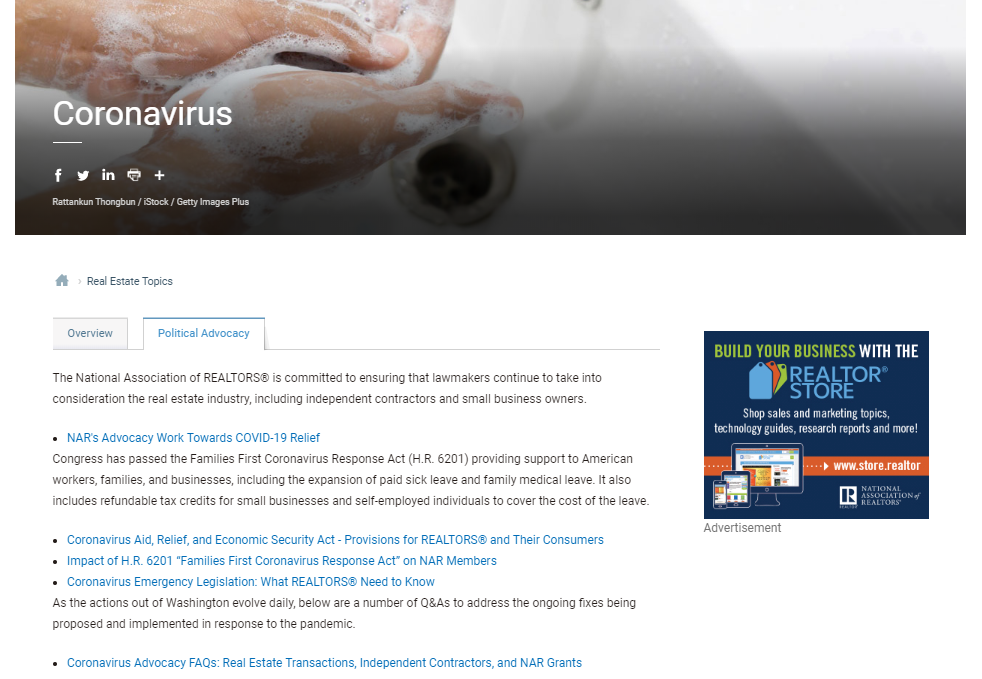 Coronavirus
Rattankun Thongbun / iStock / Getty Images Plus
Real Estate Topics
Overview
Political Advocacy
The National Association of REALTORS® is committed to ensuring that lawmakers continue to take into
consideration the real estate industry, including independent contractors and small business owners.
NAR's Advocacy Work Towards COVID-19 Relief
Congress has passed the Families First Coronavirus Response Act (H.R. 6201) providing support to American
workers, families, and businesses, including the expansion of paid sick leave and family medical leave. It also
includes refundable tax credits for small businesses and self-employed individuals to cover the cost of the leave.
Coronavirus Aid, Relief, and Economic Security Act - Provisions for REALTORS® and Their Consumers
Impact of H.R. 6201 “Families First Coronavirus Response Act” on NAR Members
Coronavirus Emergency Legislation: What REALTORS® Need to Know
As the actions out of Washington evolve daily, below are a number of Q&As to address the ongoing fixes being
proposed and implemented in response to the pandemic.
Coronavirus Advocacy FAQs: Real Estate Transactions, Independent Contractors, and NAR Grants
BUILD YOUR BUSINESS WITH THE
REALTOR®
STORE
Shop sales and marketing topics,
technology guides, research reports and more!
www.store.realtor
NATIONAL
ASSOCIATION of
REALTORS®
Advertisement